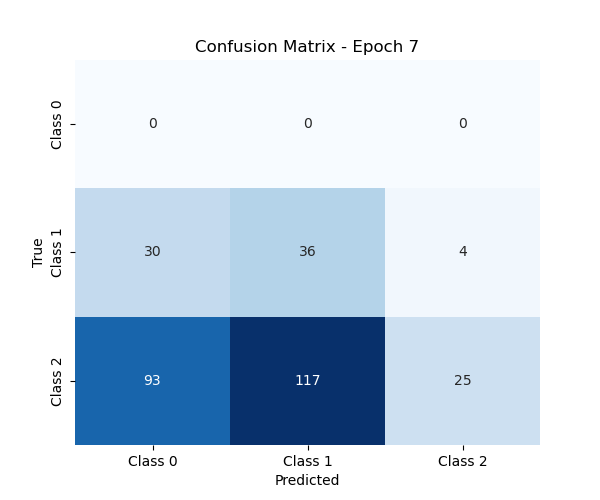 Confusion Matrix - Epoch 7
True
Class 0
0 0 0
Class 1
30 36 4
Class 2
93 117 25
Class 0 Class 1 Class 2
Predicted